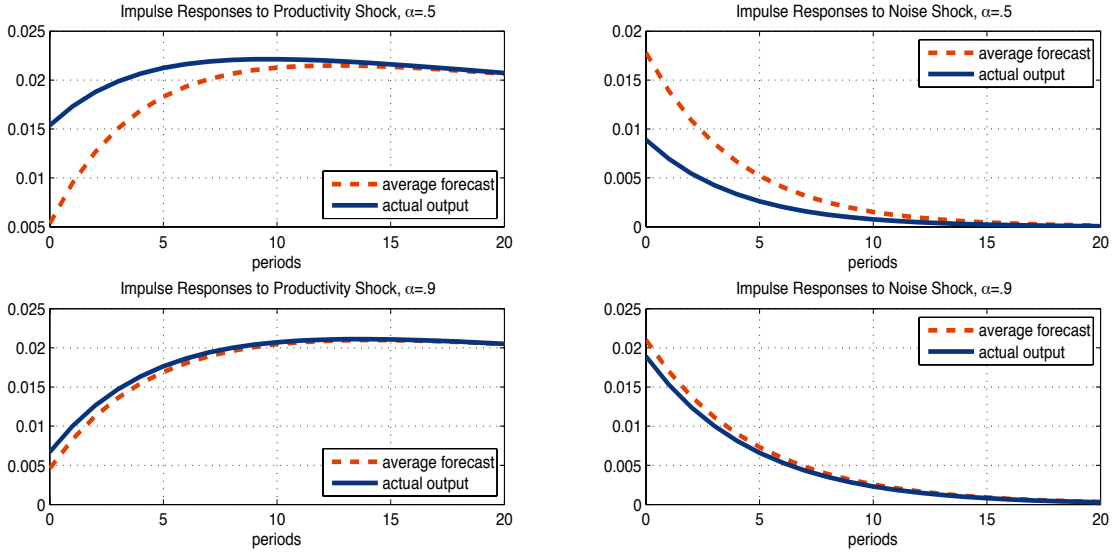 Impulse Responses to Productivity Shock, α=.5
0.025
0.02
0.015
0.01
0.005
0 5 10 15 20
periods
average forecast
actual output
Impulse Responses to Noise Shock, α=.5
0.02
0.015
0.01
0.005
0
0 5 10 15 20
periods
average forecast
actual output
Impulse Responses to Productivity Shock, α=.9
0.025
0.02
0.015
0.01
0.005
0
0 5 10 15 20
periods
average forecast
actual output
Impulse Responses to Noise Shock, α=.9
0.025
0.02
0.015
0.01
0.005
0
0 5 10 15 20
periods
average forecast
actual output